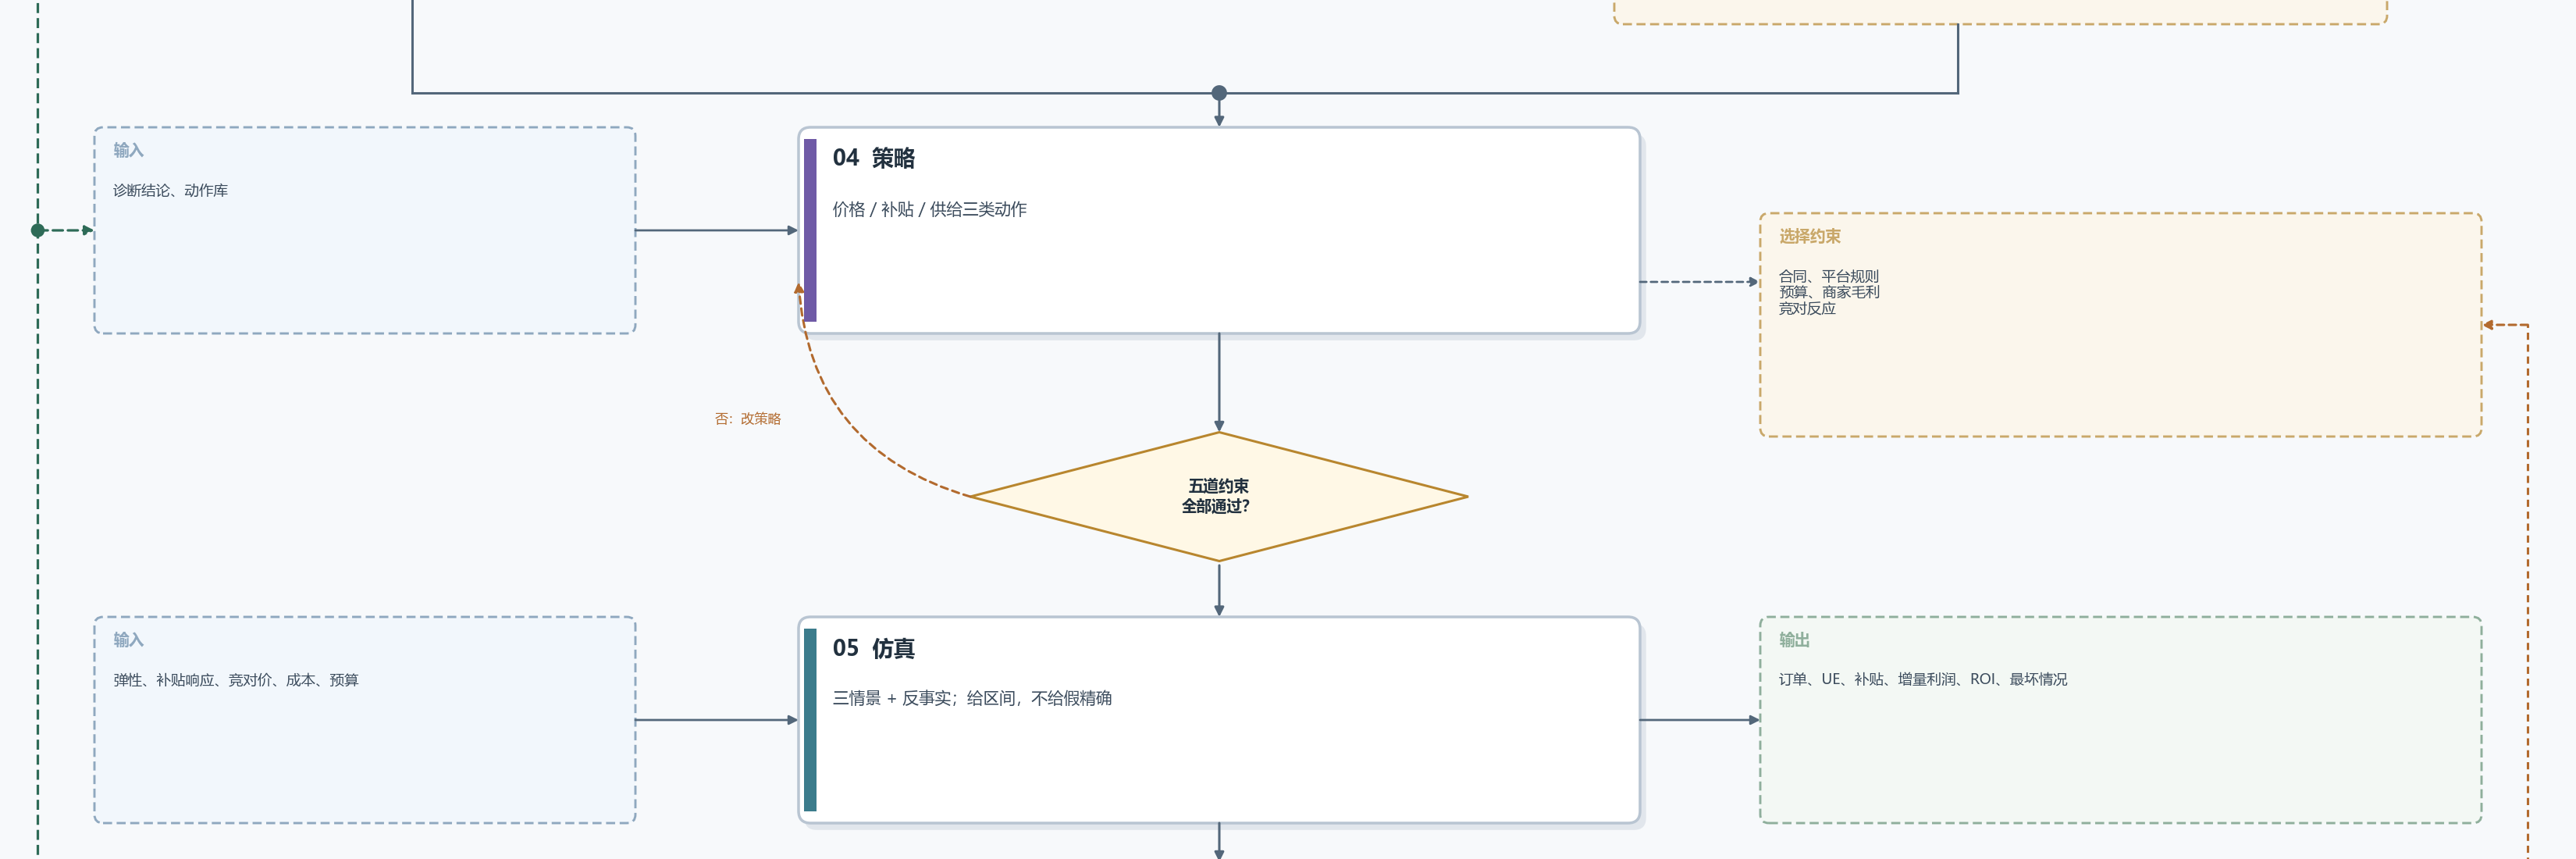 输入
诊断结论、动作库
04 策略
价格 / 补贴 / 供给三类动作
选择约束
合同、平台规则
预算、商家毛利
竞对反应
否：改策略
五道约束
全部通过？
输入
弹性、补贴响应、竞对价、成本、预算
05 仿真
三情景 + 反事实；给区间，不给假精确
输出
订单、UE、补贴、增量利润、ROI、最坏情况